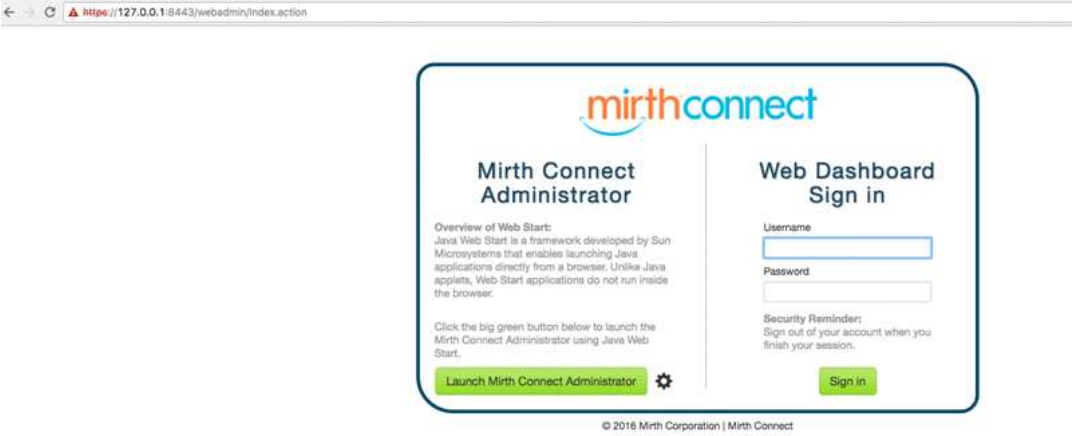 https://127.0.0.1:8443/webadmin/Index.action
mirthconnect
Mirth Connect
Administrator
Overview of Web Start:
Java Web Start is a framework developed by Sun
Microsystems that enables launching Java
applications directly from a browser. Unlike Java
applets, Web Start applications do not run inside
the browser.
Click the big green button below to launch the
Mirth Connect Administrator using Java Web
Start.
Launch Mirth Connect Administrator
Web Dashboard
Sign in
Username
Password
Security Reminder:
Sign out of your account when you
finish your session.
Sign in
© 2016 Mirth Corporation | Mirth Connect